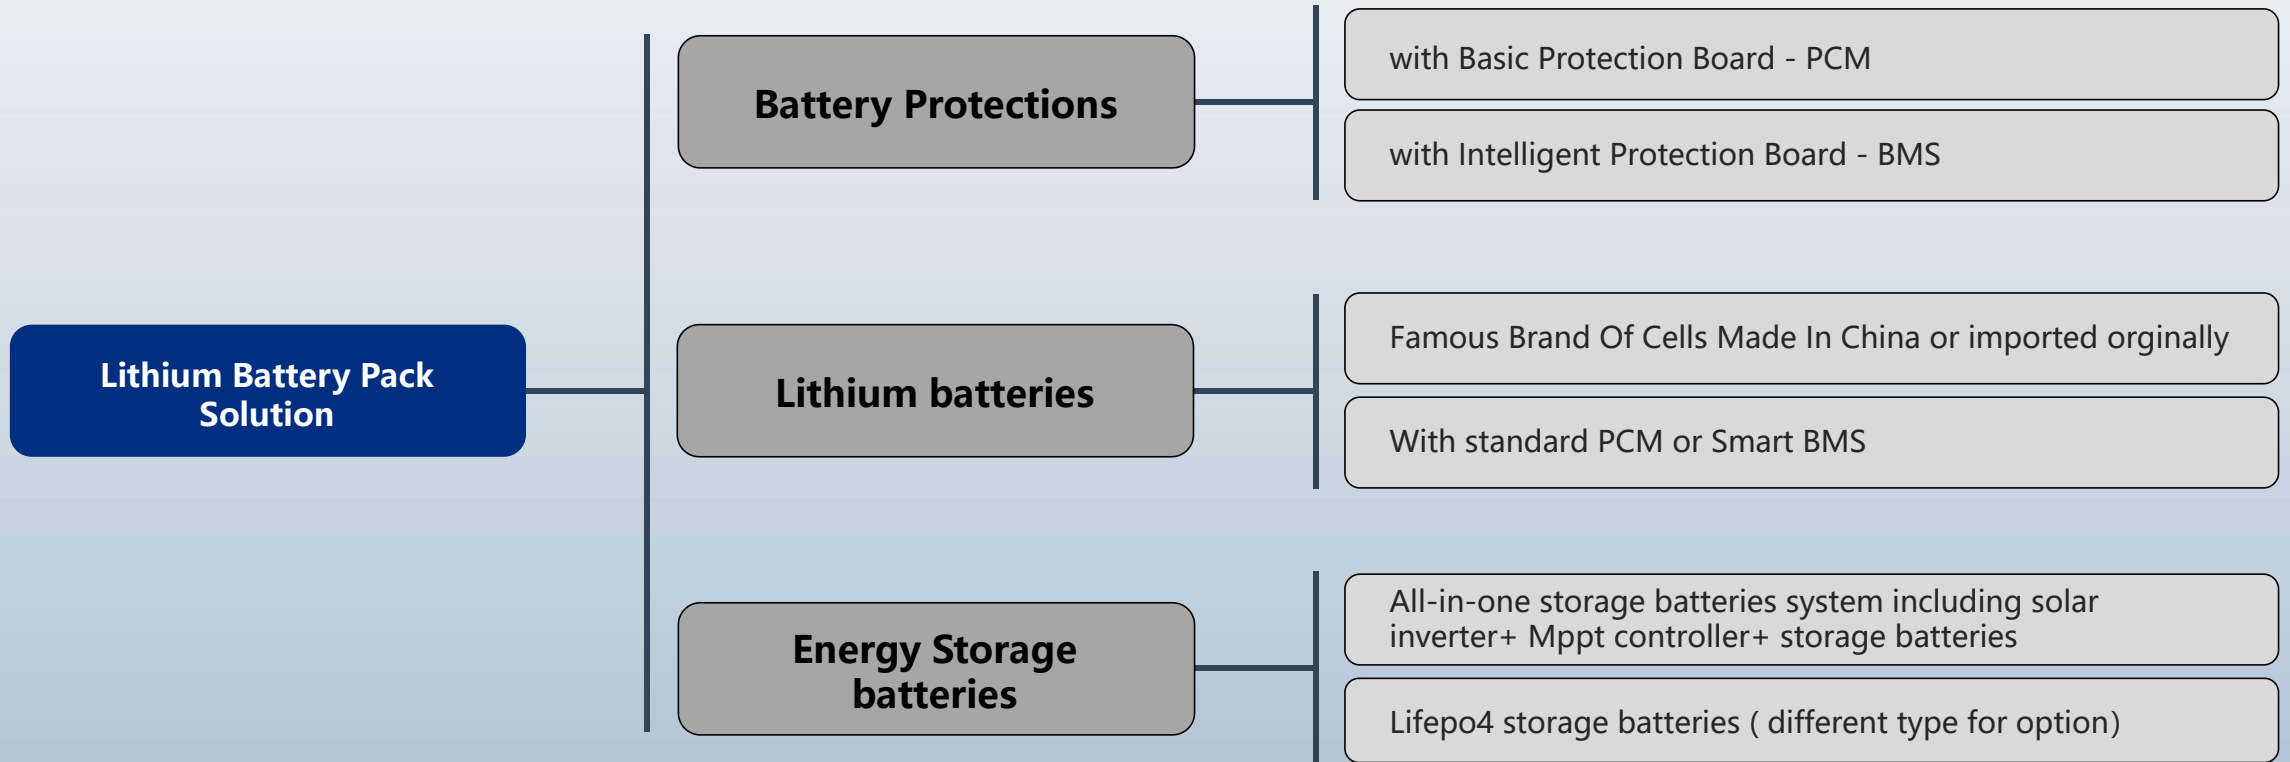 Lithium Battery Pack
Solution
Battery Protections
with Basic Protection Board - PCM
with Intelligent Protection Board - BMS
Lithium batteries
Famous Brand Of Cells Made In China or imported orginally
With standard PCM or Smart BMS
Energy Storage
batteries
All-in-one storage batteries system including solar
inverter+ Mppt controller+ storage batteries
Lifepo4 storage batteries ( different type for option)